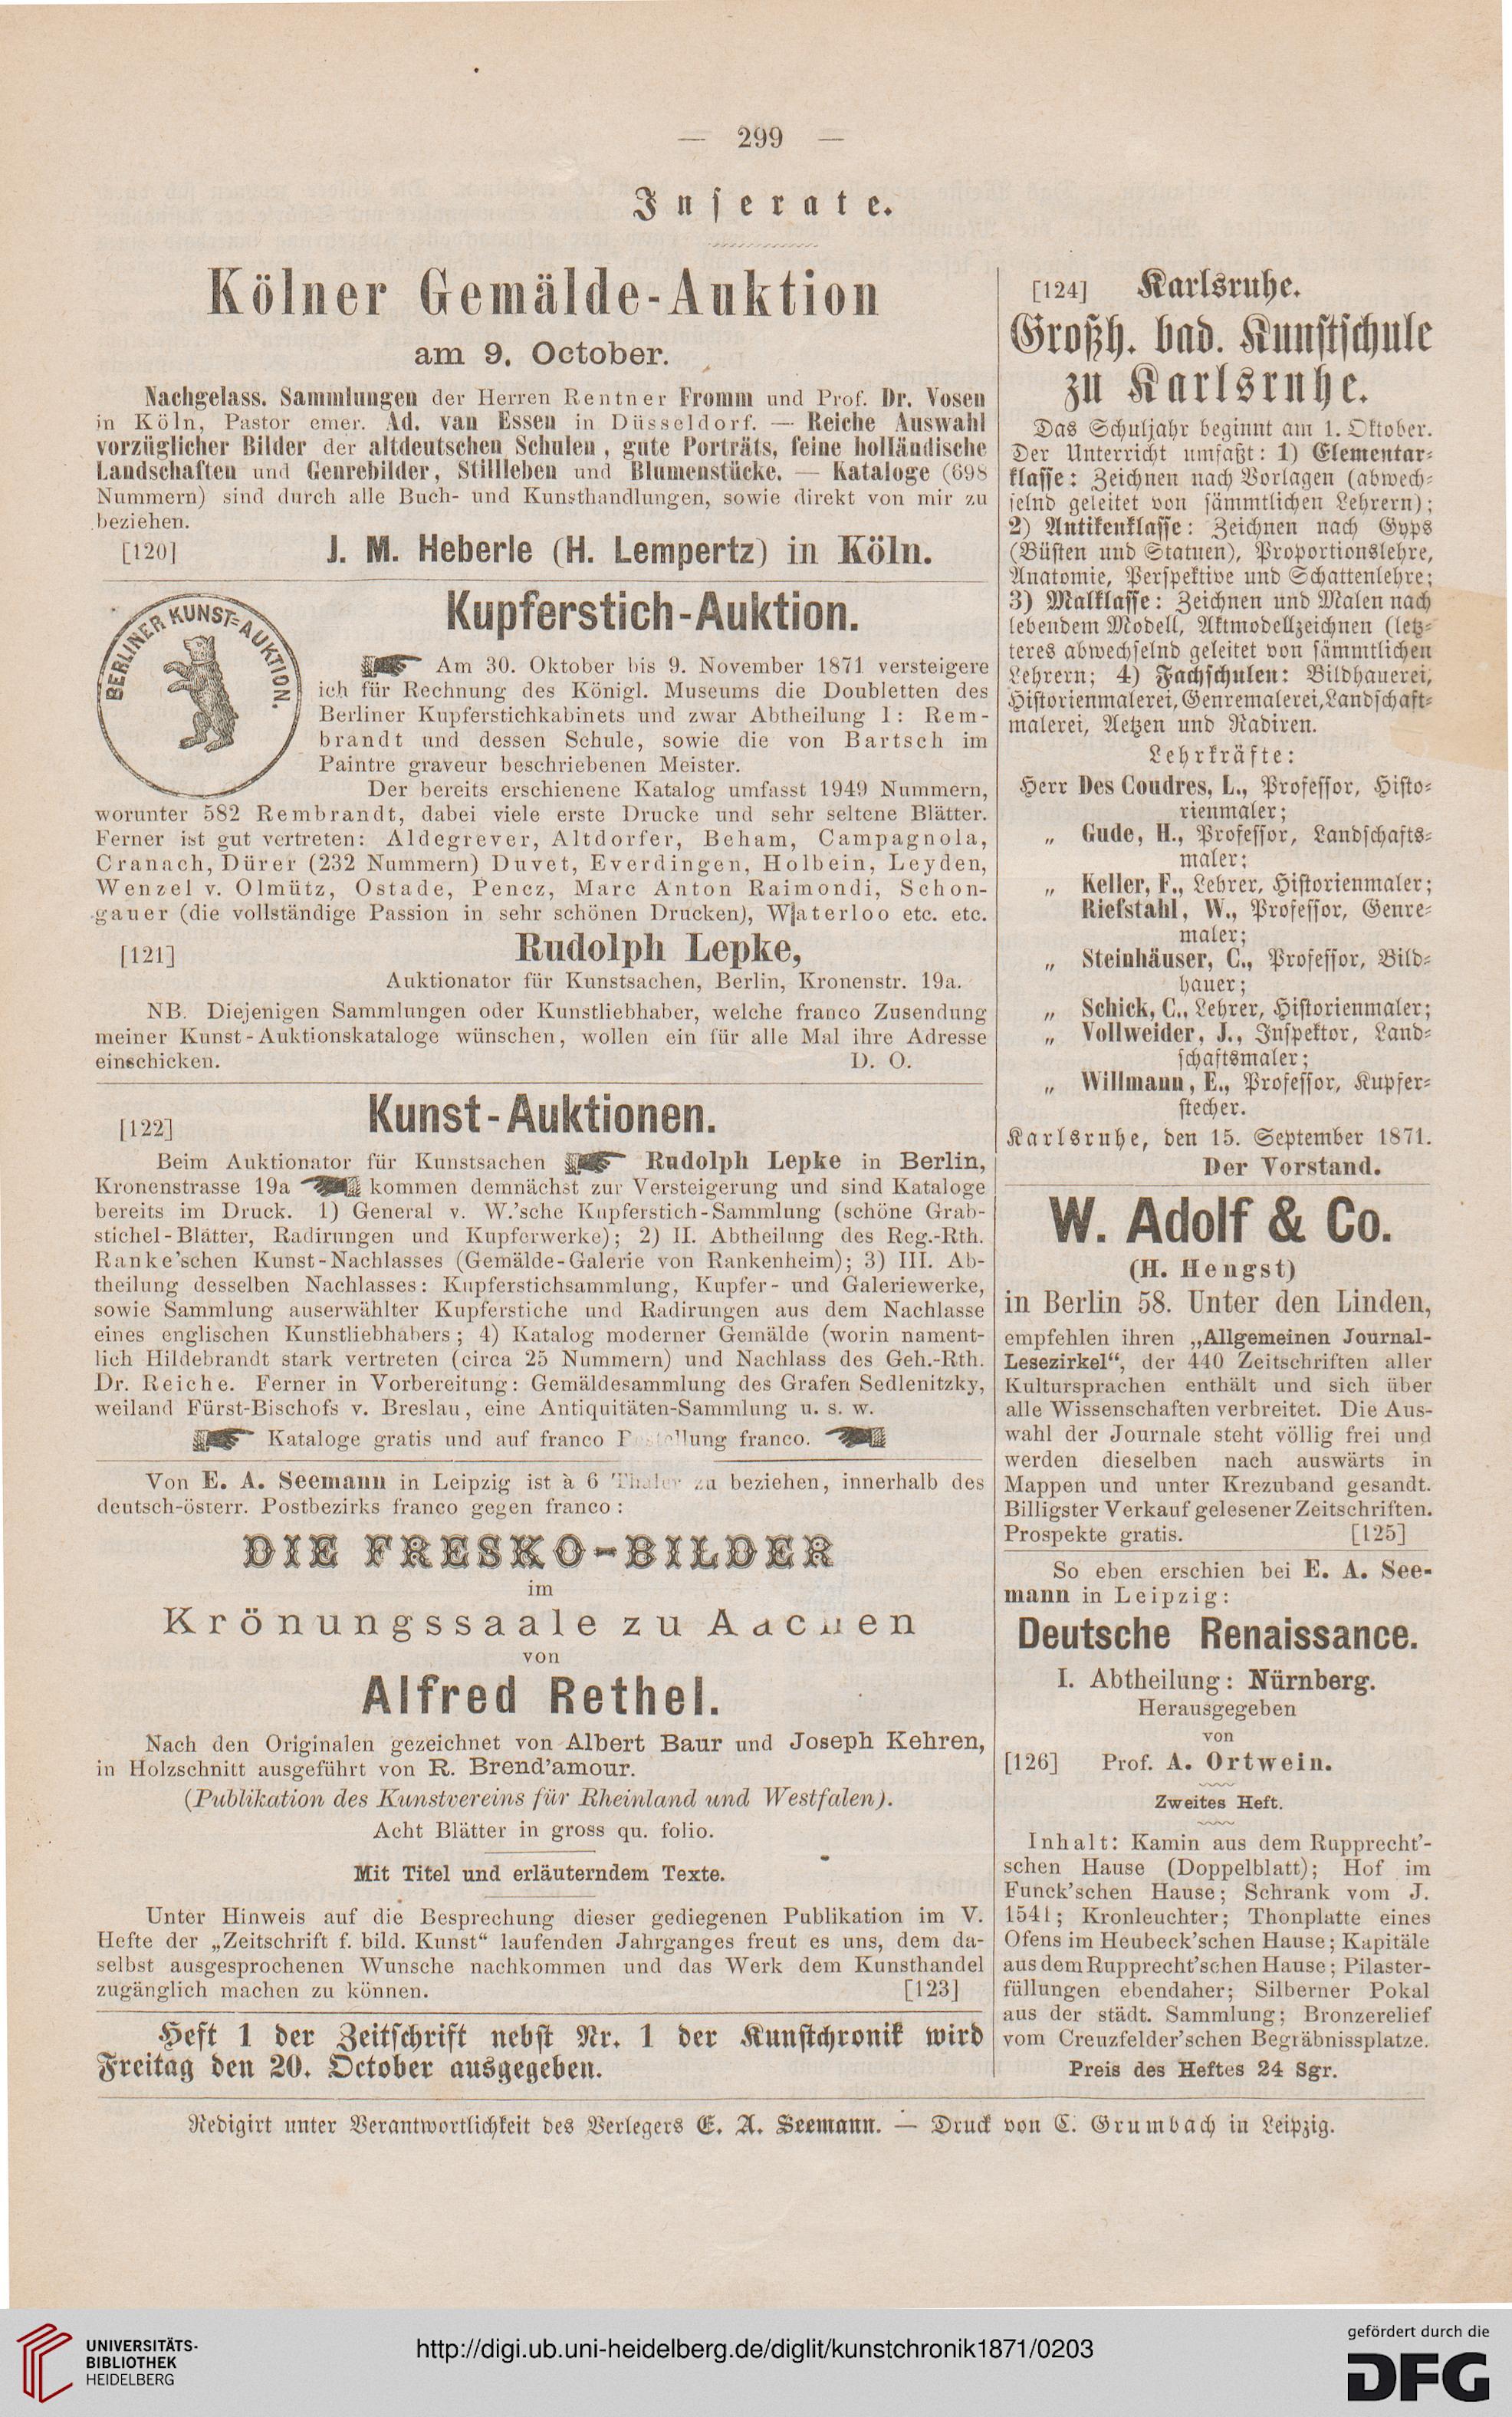 — 299 —
Inserate.
Kölner Gemälde-Auktion
am 9. October.
Nachgelass. Sammlungen der Herren Rentner Fromm und Prof. Dr. Vosen
in Köln, Pastor emer. Ad. van Essen in Düsseldorf. — Reiche Auswahl
vorzüglicher Bilder der altdeutschen Schulen, gute Porträts, feine holländische
Landschaften und Genrebilder, Stillleben und Blumenstücke. — Kataloge (698
Nummern) sind durch alle Buch- und Kunsthandlungen, sowie direkt von mir zu
beziehen.
[120] J. M. Heberle (H. Lempertz) in Köln.
BERLINER KUNST-AUKTION.
Kupferstich-Auktion.
Am 30. Oktober bis 9. November 1871 versteigere
ich für Rechnung des Königl. Museums die Doubletten des
Berliner Kupferstichkabinets und zwar Abtheilung 1: Rem-
brandt und dessen Schule, sowie die von Bartsch im
Paintre graveur beschriebenen Meister.
Der bereits erschienene Katalog umfasst 1949 Nummern,
worunter 582 Rembrandt, dabei viele erste Drucke und sehr seltene Blätter.
Ferner ist gut vertreten: Aldegrever, Altdorfer, Beham, Campagnola,
Cranach, Dürer (232 Nummern) Duvet, Everdingen, Holbein, Leyden,
Wenzel v. Olmütz, Ostade, Pencz, Marc Anton Raimondi, Schon-
gauer (die vollständige Passion in sehr schönen Drucken), Waterloo etc. etc.
[121] Rudolph Lepke,
Auktionator für Kunstsachen, Berlin, Kronenstr. 19a.
NB. Diejenigen Sammlungen oder Kunstliebhaber, welche franco Zusendung
meiner Kunst-Auktionskataloge wünschen, wollen ein für alle Mal ihre Adresse
einschicken. D. O.
[122] Kunst-Auktionen.
Beim Auktionator für Kunstsachen Rudolph Lepke in Berlin,
Kronenstrasse 19a kommen demnächst zur Versteigerung und sind Kataloge
bereits im Druck. 1) General v. W.'sche Kupferstich-Sammlung (schöne Grab-
stichel-Blätter, Radirungen und Kupferwerke); 2) II. Abtheilung des Reg.-Rth.
Ranke'schen Kunst-Nachlasses (Gemälde-Galerie von Rankenheim); 3) III. Ab-
theilung desselben Nachlasses: Kupferstichsammlung, Kupfer- und Galeriewerke,
sowie Sammlung auserwählter Kupferstiche und Radirungen aus dem Nachlasse
eines englischen Kunstliebhabers; 4) Katalog moderner Gemälde (worin nament-
lich Hildebrandt stark vertreten (circa 25 Nummern) und Nachlass des Geh.-Rth.
Dr. Reiche. Ferner in Vorbereitung: Gemäldesammlung des Grafen Sedlenitzky,
weiland Fürst-Bischofs v. Breslau, eine Antiquitäten-Sammlung u. s. w.
Kataloge gratis und auf franco Bestellung franco.
Von E. A. Seemann in Leipzig ist à 6 Thaler zu beziehen, innerhalb des
deutsch-österr. Postbezirks franco gegen franco:
DIE FRESKO-BILDER
im
Krönungssaale zu Aachen
von
Alfred Rethel.
Nach den Originalen gezeichnet von Albert Baur und Joseph Kehren,
in Holzschnitt ausgeführt von R. Brend'amour.
(Publikation des Kunstvereins für Rheinland und Westfalen).
Acht Blätter in gross qu. folio.
Mit Titel und erläuterndem Texte.
Unter Hinweis auf die Besprechung dieser gediegenen Publikation im V.
Hefte der „Zeitschrift f. bild. Kunst“ laufenden Jahrganges freut es uns, dem da-
selbst ausgesprochenen Wunsche nachkommen und das Werk dem Kunsthandel
zugänglich machen zu können. [123]
Heft 1 der Zeitschrift nebst Nr. 1 der Kunstchronik wird
Freitag den 20. October ausgegeben.
[124] Karlsruhe.
Großh. bad. Kunstschule
zu Karlsruhe.
Das Schuljahr beginnt am 1. Oktober.
Der Unterricht umfaßt: 1) Elementar-
klasse: Zeichnen nach Vorlagen (abwech-
selnd geleitet von sämmtlichen Lehrern);
2) Antikenklasse: Zeichnen nach Gyps
(Büsten und Statuen), Proportionslehre,
Anatomie, Perspektive und Schattenlehre;
3) Malklasse: Zeichnen und Malen nach
lebendem Modell, Aktmodellzeichnen (letz-
teres abwechselnd geleitet von sämmtlichen
Lehrern; 4) Fachschulen: Bildhauerei,
Historienmalerei, Genremalerei, Landschaft-
malerei, Aetzen und Radiren.
Lehrkräfte:
Herr Des Coudres, L., Professor, Histo-
rienmaler;
„ Gude, H., Professor, Landschafts-
maler;
„ Keller, F., Lehrer, Historienmaler;
Riefstahl, W., Professor, Genre-
maler;
„ Steinhäuser, C., Professor, Bild-
hauer;
„ Schick, C., Lehrer, Historienmaler;
„ Vollweider, J., Inspektor, Land-
schaftsmaler;
„ Willmann, E., Professor, Kupfer-
stecher.
Karlsruhe, den 15. September 1871.
Der Vorstand.
W. Adolf & Co.
(H. Hengst)
in Berlin 58. Unter den Linden,
empfehlen ihren „Allgemeinen Journal-
Lesezirkel“, der 440 Zeitschriften aller
Kultursprachen enthält und sich über
alle Wissenschaften verbreitet. Die Aus-
wahl der Journale steht völlig frei und
werden dieselben nach auswärts in
Mappen und unter Krezuband gesandt.
Billigster Verkauf gelesener Zeitschriften.
Prospekte gratis. [125]
So eben erschien bei E. A. See-
mann in Leipzig:
Deutsche Renaissance.
I. Abtheilung: Nürnberg.
Herausgegeben
von
[126] Prof. A. Ortwein.
Zweites Heft.
Inhalt: Kamin aus dem Rupprecht'-
schen Hause (Doppelblatt); Hof im
Funck'schen Hause; Schrank vom J.
1541; Kronleuchter; Thonplatte eines
Ofens im Heubeck'schen Hause; Kapitäle
aus dem Rupprecht'schen Hause; Pilaster-
füllungen ebendaher; Silberner Pokal
aus der städt. Sammlung; Bronzerelief
vom Creuzfelder'schen Begräbnissplatze.
Preis des Heftes 24 Sgr.
Redigirt unter Verantwortlichkeit des Verlegers E. A. Seemann. — Druck von C. Grumbach in Leipzig.
UNIVERSITÄTS-
BIBLIOTHEK
HEIDELBERG
http://digi.ub.uni-heidelberg.de/diglit/kunstchronik1871/0203
gefördert durch die
DFG